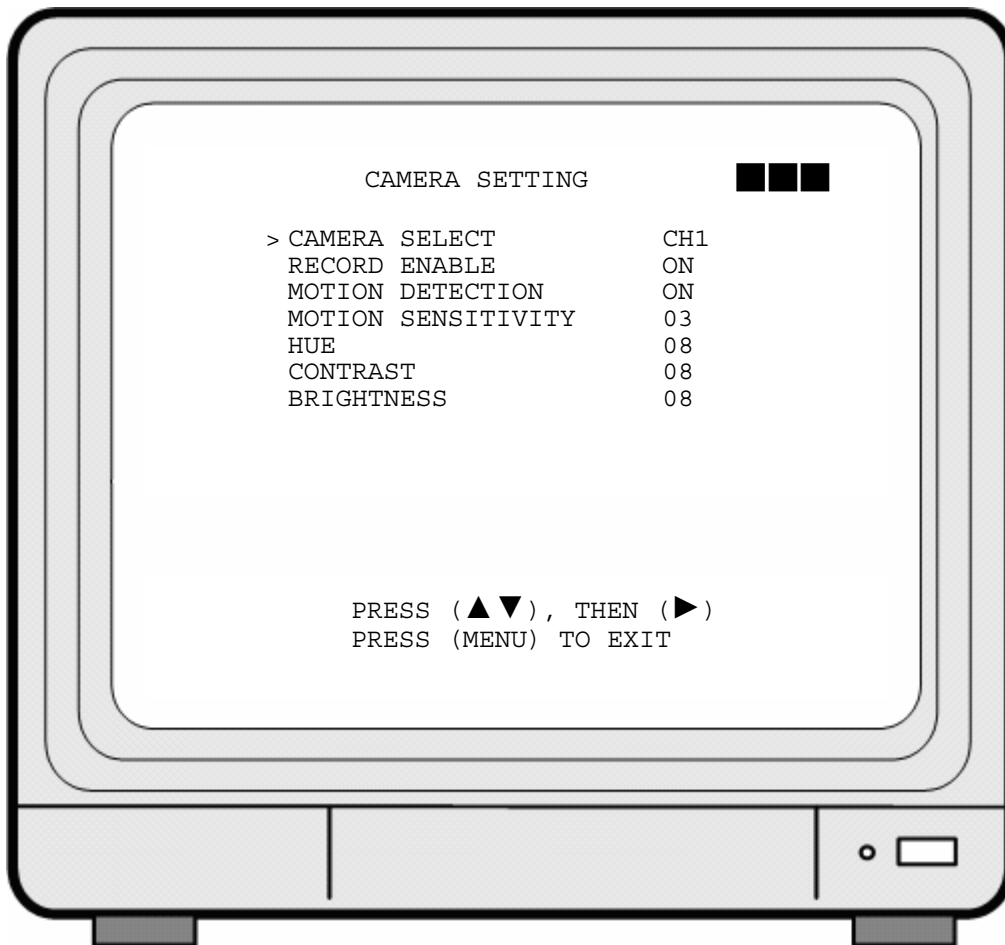 CAMERA SETTING
> CAMERA SELECT CH1
RECORD ENABLE ON
MOTION DETECTION ON
MOTION SENSITIVITY 03
HUE 08
CONTRAST 08
BRIGHTNESS 08
PRESS (▲▼), THEN (►)
PRESS (MENU) TO EXIT